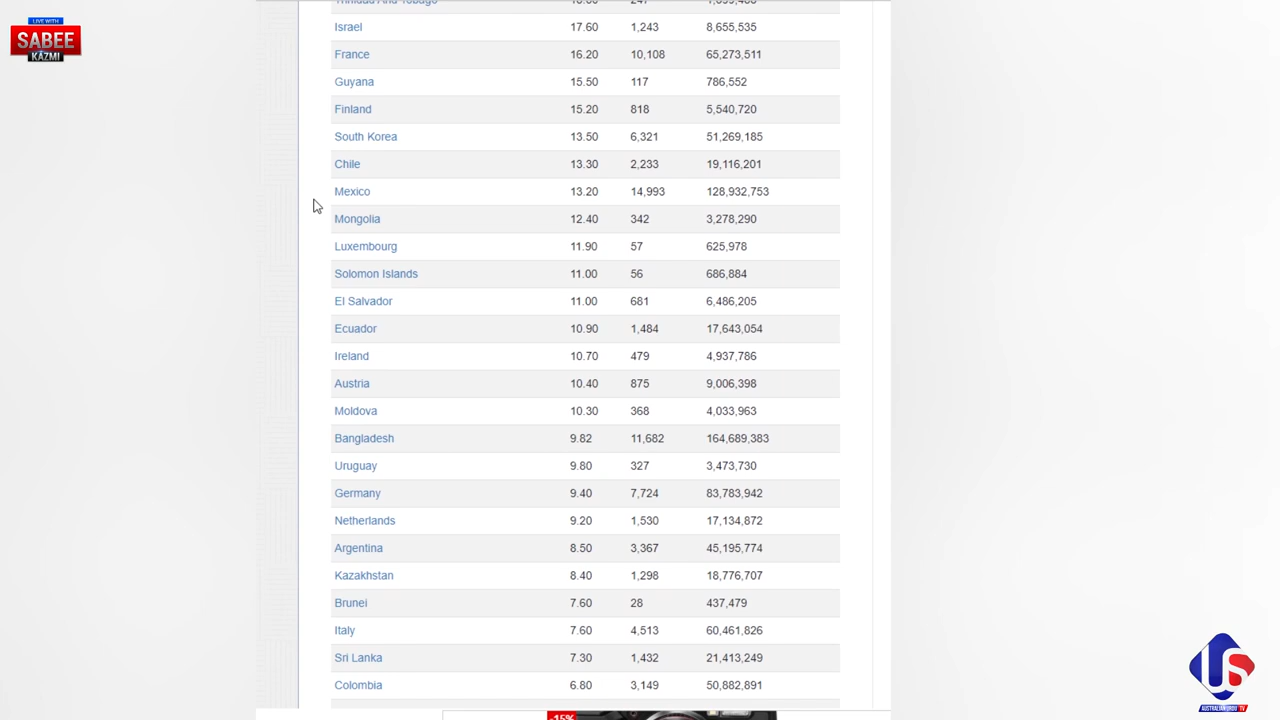 LIVE WITH
SABEE
KAZMI
Trinidad And Tobago
Israel 17.60 1,243 8,655,535
France 16.20 10,108 65,273,511
Guyana 15.50 117 786,552
Finland 15.20 818 5,540,720
South Korea 13.50 6,321 51,269,185
Chile 13.30 2,233 19,116,201
Mexico 13.20 14,993 128,932,753
Mongolia 12.40 342 3,278,290
Luxembourg 11.90 57 625,978
Solomon Islands 11.00 56 686,884
El Salvador 11.00 681 6,486,205
Ecuador 10.90 1,484 17,643,054
Ireland 10.70 479 4,937,786
Austria 10.40 875 9,006,398
Moldova 10.30 368 4,033,963
Bangladesh 9.82 11,682 164,689,383
Uruguay 9.80 327 3,473,730
Germany 9.40 7,724 83,783,942
Netherlands 9.20 1,530 17,134,872
Argentina 8.50 3,367 45,195,774
Kazakhstan 8.40 1,298 18,776,707
Brunei 7.60 28 437,479
Italy 7.60 4,513 60,461,826
Sri Lanka 7.30 1,432 21,413,249
Colombia 6.80 3,149 50,882,891
-15%
US
AUSTRALIAN URDU TV